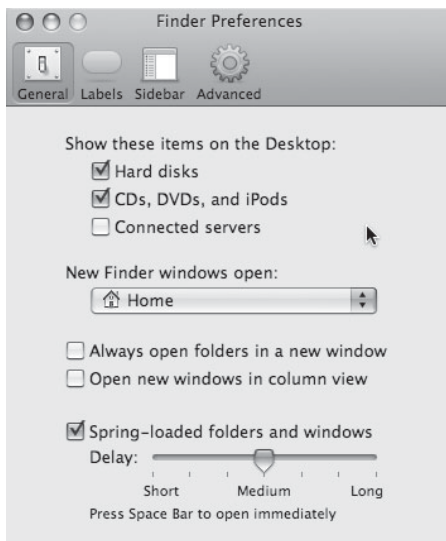 Finder Preferences
General Labels Sidebar Advanced
Show these items on the Desktop:
Hard disks
CDs, DVDs, and iPods
Connected servers
New Finder windows open:
Home
Always open folders in a new window
Open new windows in column view
Spring-loaded folders and windows
Delay:
Short Medium Long
Press Space Bar to open immediately